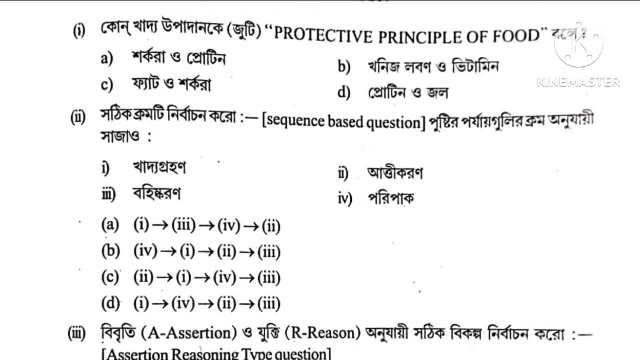 (i) কোন্ খাদ্য উপাদানকে (জুটি) "PROTECTIVE PRINCIPLE OF FOOD" বলে?
a) শর্করা ও প্রোটিন b) খনিজ লবণ ও ভিটামিন
c) ফ্যাট ও শর্করা d) প্রোটিন ও জল
(ii) সঠিক ক্রমটি নির্বাচন করো :— [sequence based question] পুষ্টির পর্যায়গুলির ক্রম অনুযায়ী
সাজাও :
i) খাদ্যগ্রহণ ii) আত্তীকরণ
iii) বহিষ্করণ iv) পরিপাক
(a) (i) → (iii) → (iv) → (ii)
(b) (iv) → (i) → (ii) → (iii)
(c) (ii) → (i) → (iv) → (iii)
(d) (i) → (iv) → (ii) → (iii)
(iii) বিবৃতি (A-Assertion) ও যুক্তি (R-Reason) অনুযায়ী সঠিক বিকল্প নির্বাচন করো :—
[Assertion Reasoning Type question]
KINEMASTER